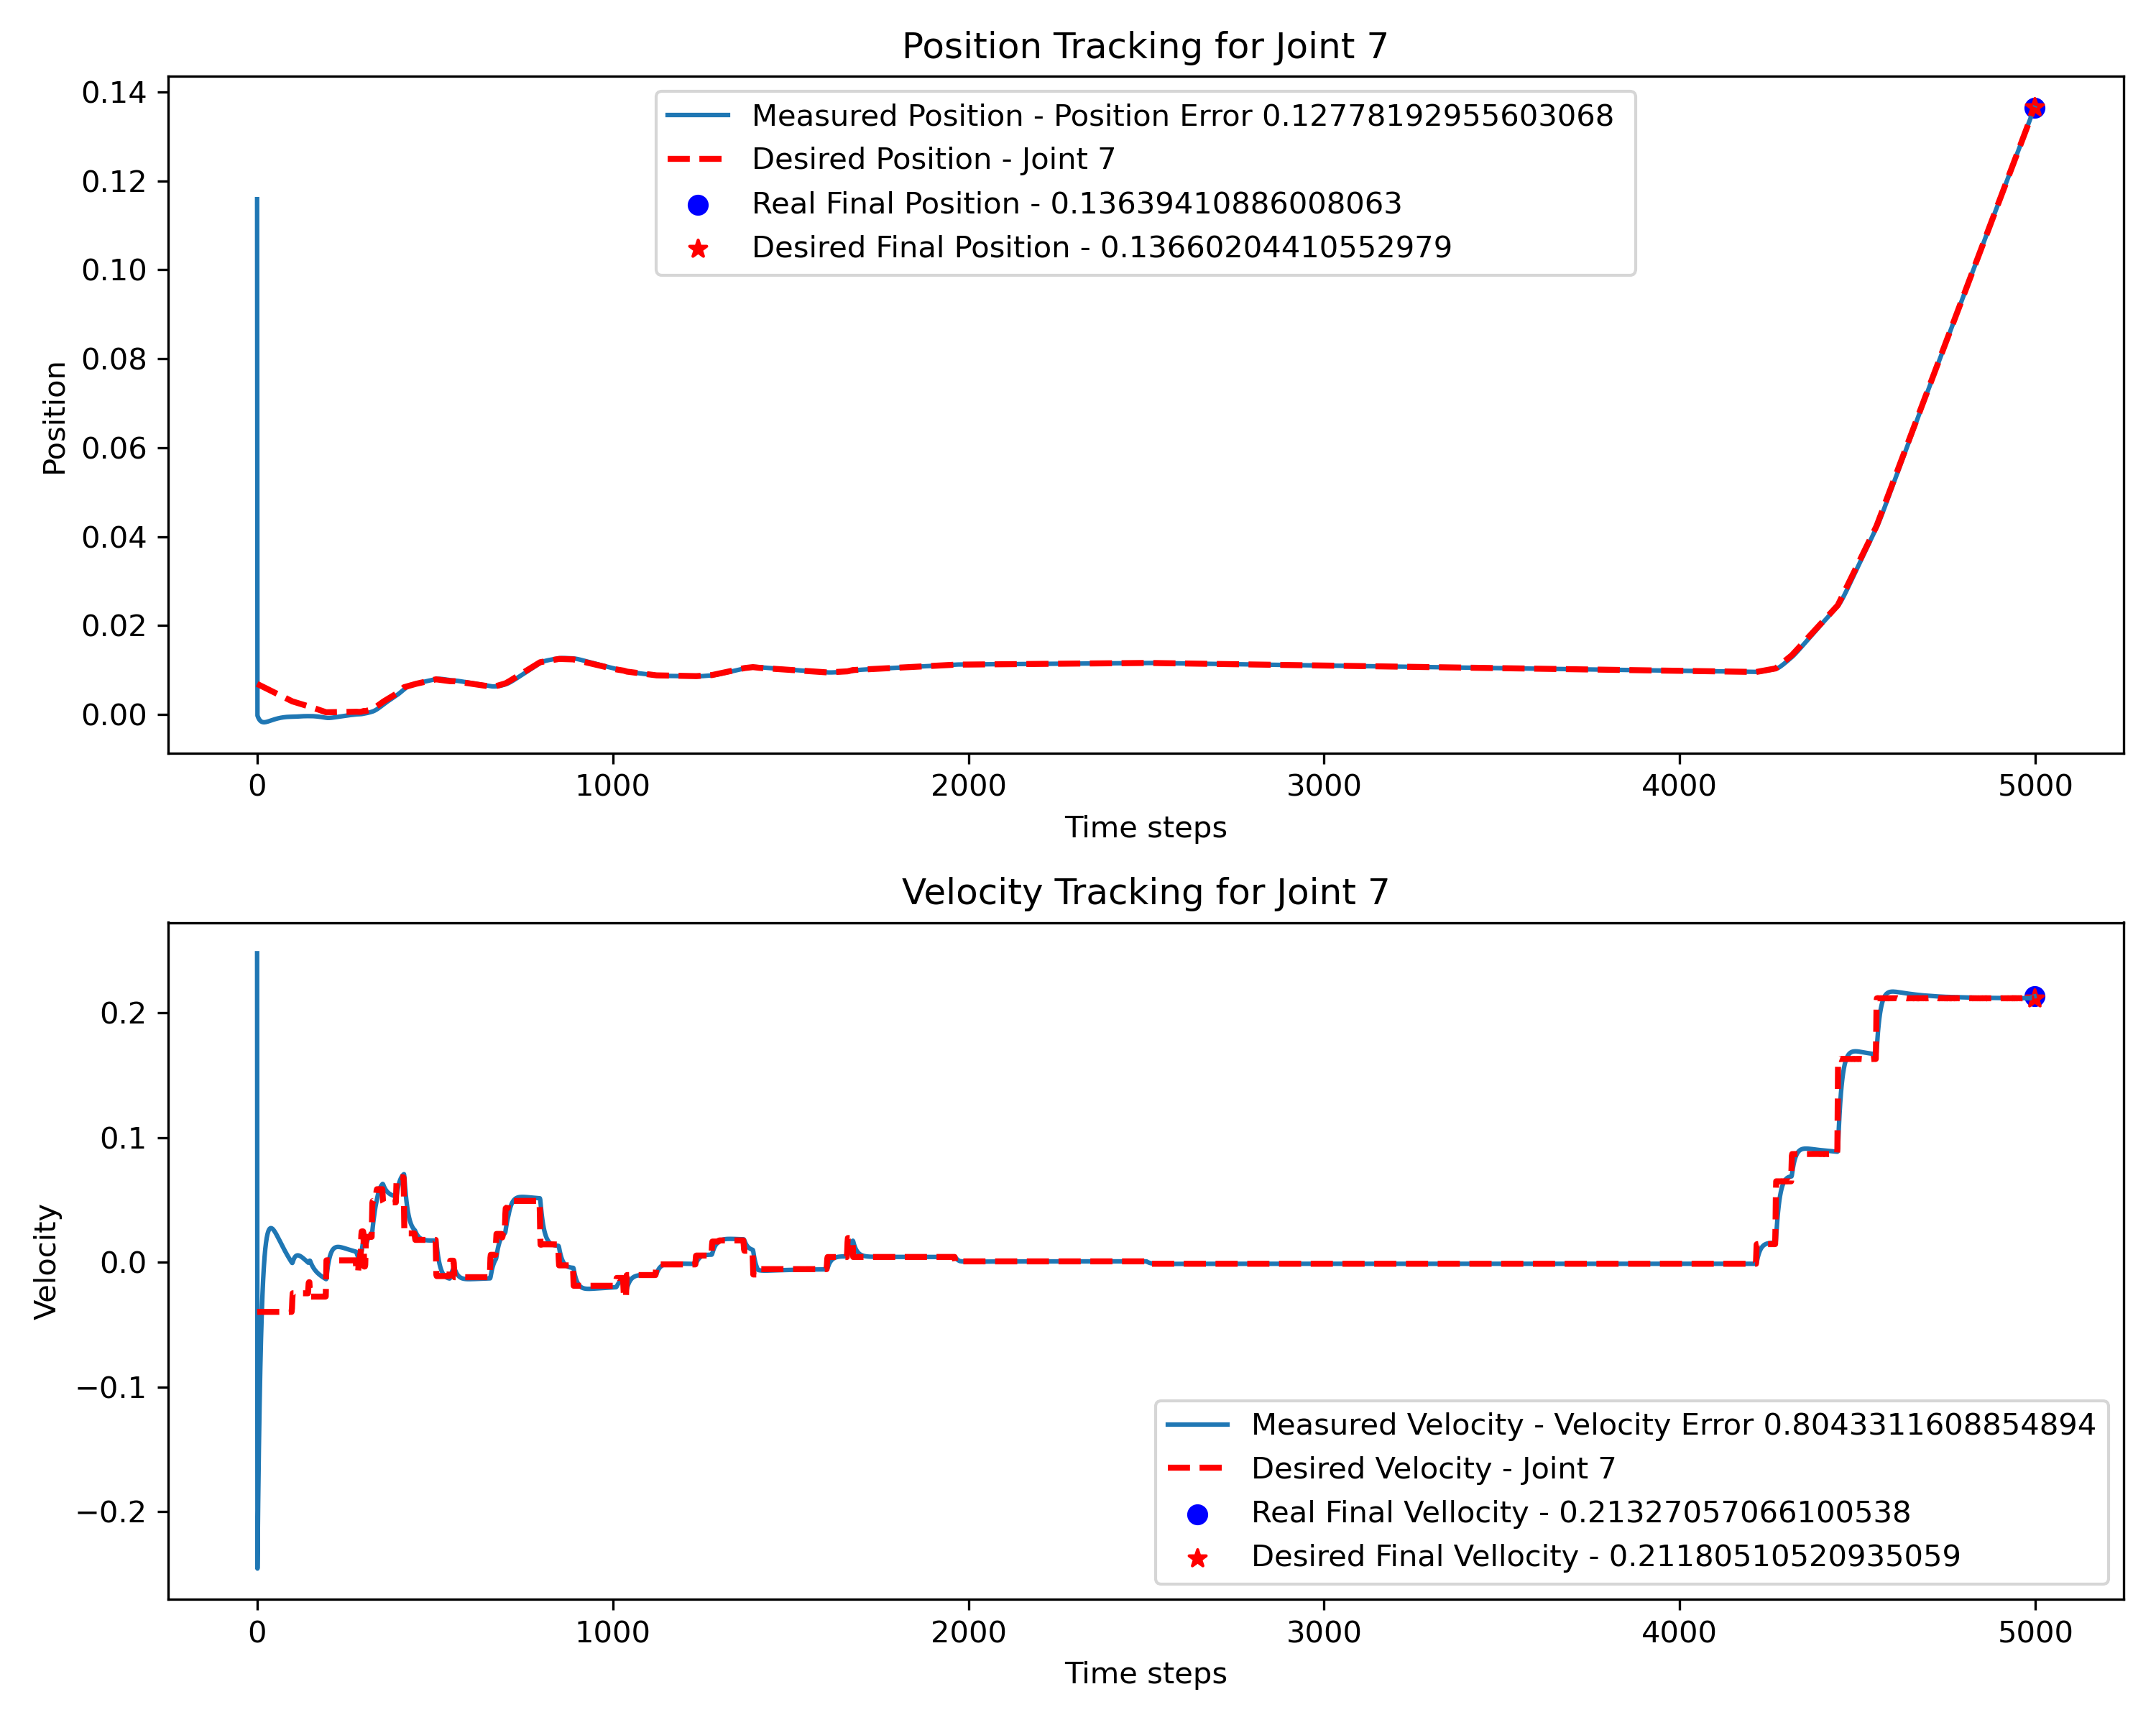 Position Tracking for Joint 7
Measured Position - Position Error 0.12778192955603068
Desired Position - Joint 7
Real Final Position - 0.13639410886008063
Desired Final Position - 0.13660204410552979
Position
0.14
0.12
0.10
0.08
0.06
0.04
0.02
0.00
0 1000 2000 3000 4000 5000
Time steps
Velocity Tracking for Joint 7
Velocity
0.2
0.1
0.0
−0.1
−0.2
Measured Velocity - Velocity Error 0.8043311608854894
Desired Velocity - Joint 7
Real Final Vellocity - 0.21327057066100538
Desired Final Vellocity - 0.21180510520935059
0 1000 2000 3000 4000 5000
Time steps